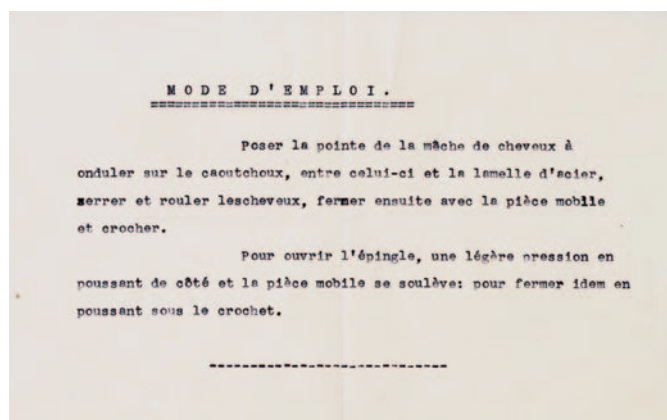 MODE D'EMPLOI.
Poser la pointe de la mâche de cheveux à
onduler sur le caoutchoux, entre celui-ci et la lamelle d'acier,
serrer et rouler lescheveux, fermer ensuite avec la pièce mobile
et crocher.
Pour ouvrir l'épingle, une légère pression en
poussant de côté et la pièce mobile se soulève: pour fermer idem en
poussant sous le crochet.